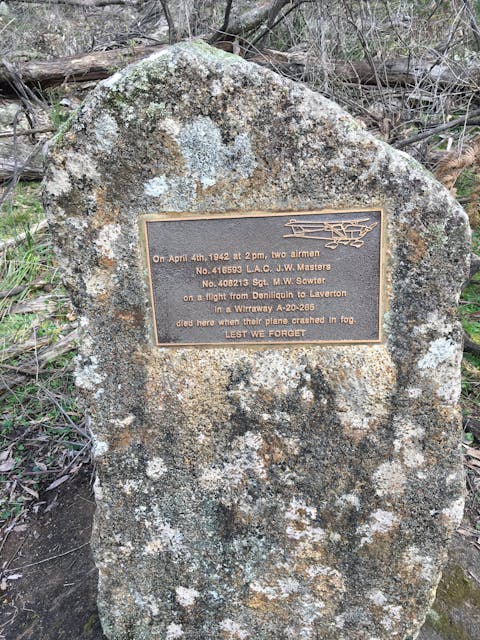 On April 4th. 1942 at 2pm, two airmen
No. 416593 L.A.C. J.W. Masters
No. 408213 Sgt. M.W. Sowter
on a flight from Deniliquin to Laverton
in a Wirraway A-20-265
died here when their plane crashed in fog.
LEST WE FORGET